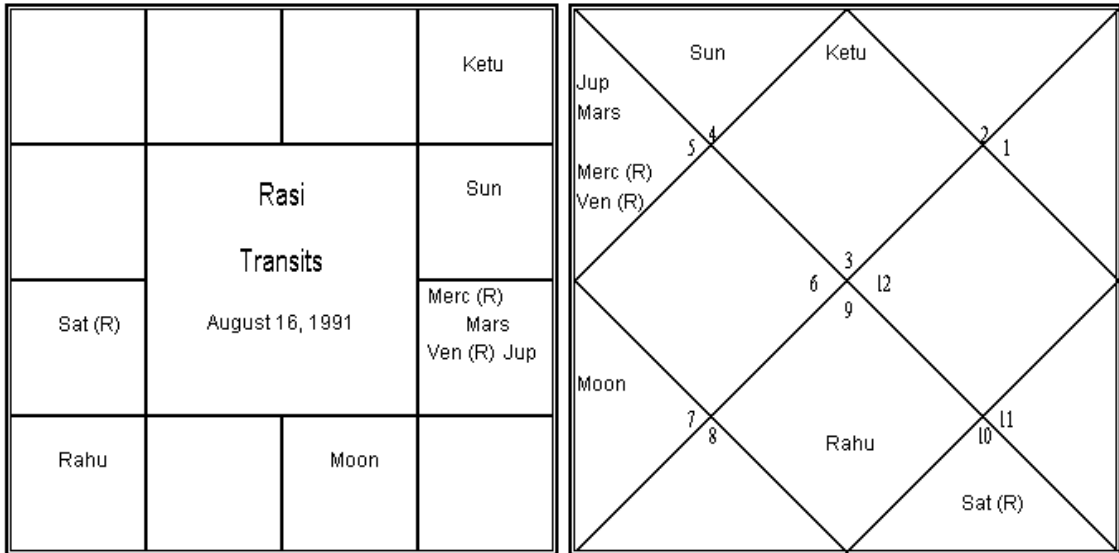 Ketu
Rasi
Transits
August 16, 1991
Sun
Sat (R)
Merc (R)
Mars
Ven (R) Jup
Rahu
Moon
Sun
Ketu
Jup
Mars
4
5
2
1
Merc (R)
Ven (R)
3
6
12
9
Moon
7
8
11
10
Rahu
Sat (R)